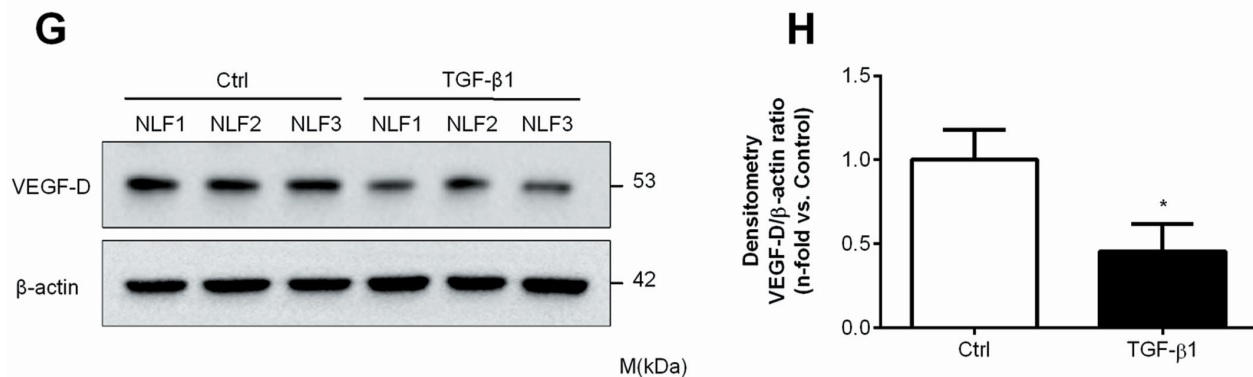 G
Ctrl TGF-β1
NLF1 NLF2 NLF3 NLF1 NLF2 NLF3
VEGF-D 53
β-actin 42
M(kDa)
H
Densitometry
VEGF-D/β-actin ratio
(n-fold vs. Control)
1.5
1.0
0.5
0.0
*
Ctrl TGF-β1